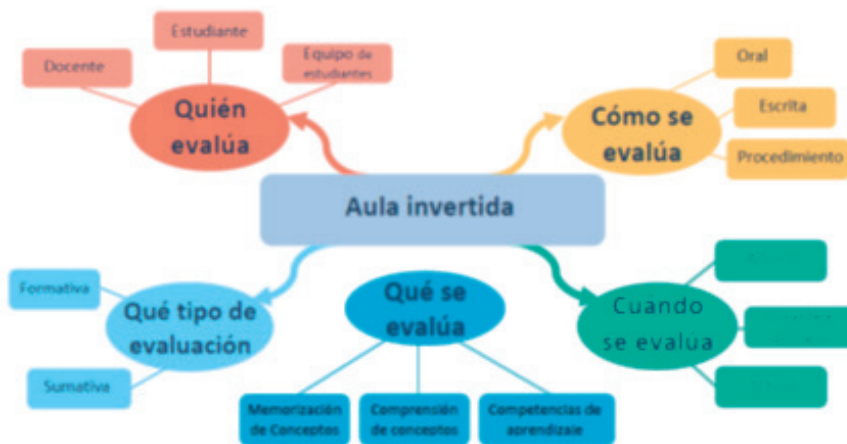 Estudiante
Docente
Equipo de
estudiantes
Quién
evalúa
Oral
Escrita
Procedimiento
Cómo se
evalúa
Aula invertida
Formativa
Sumativa
Qué tipo de
evaluación
Qué se
evalúa
Memorización
de Conceptos
Comprensión
de conceptos
Competencias de
aprendizaje
Cuándo
se evalúa